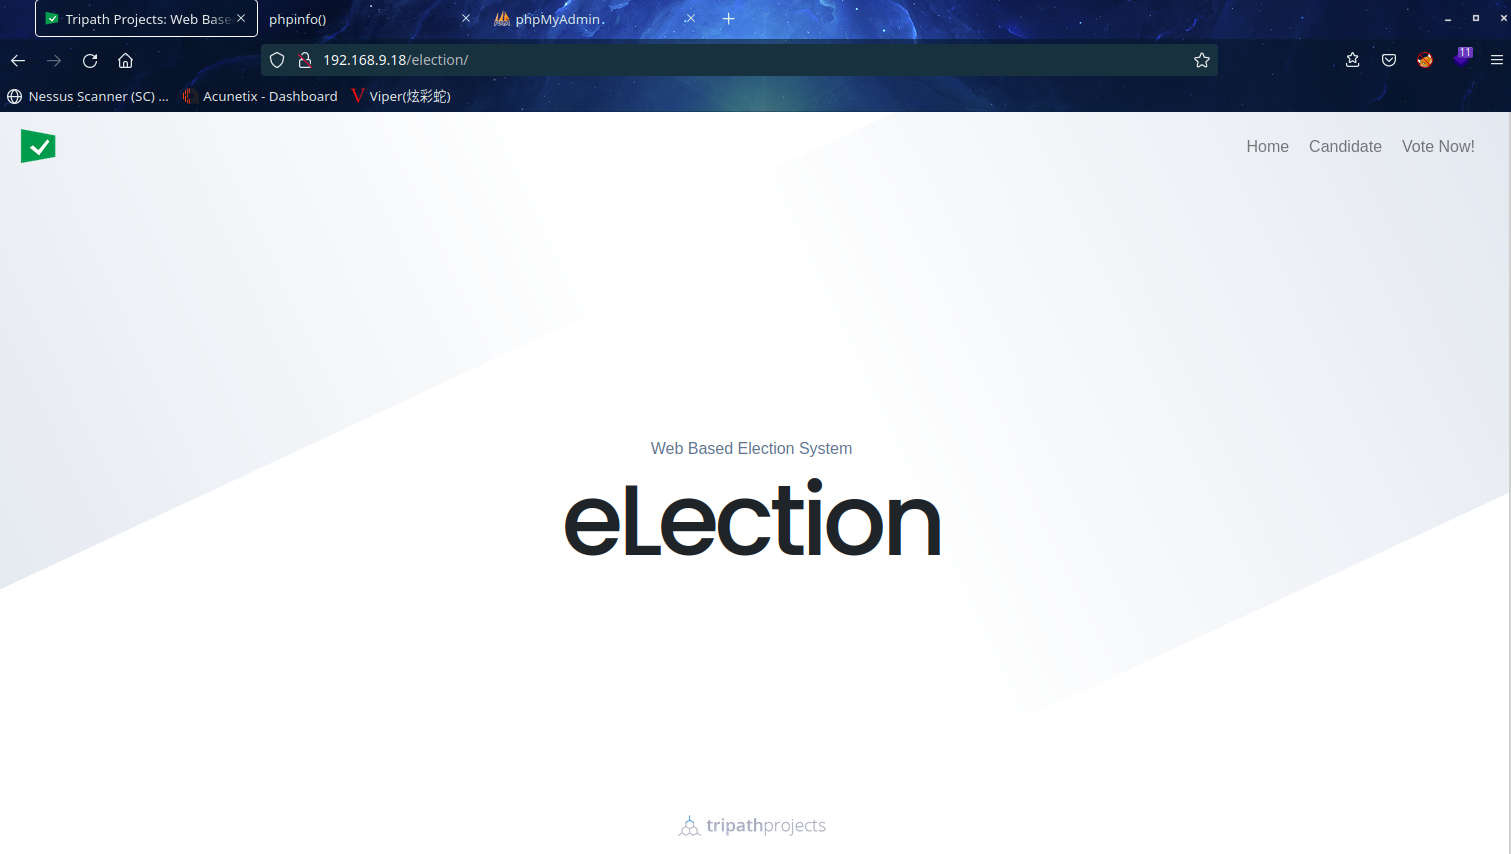 Tripath Projects: Web Base
phpinfo()
phpMyAdmin
192.168.9.18/election/
11
Nessus Scanner (SC) ...
Acunetix - Dashboard
Viper(炫彩蛇)
Home
Candidate
Vote Now!
Web Based Election System
eLection
tripathprojects